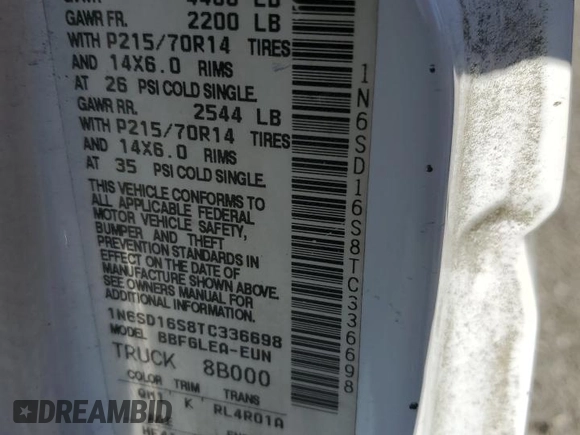 GAWR FR. 2200 LB
WITH P215/70R14 TIRES
AND 14X6.0 RIMS
AT 26 PSI COLD SINGLE.
GAWR RR. 2544 LB
WITH P215/70R14 TIRES
AND 14X6.0 RIMS
AT 35 PSI COLD SINGLE.
THIS VEHICLE CONFORMS TO
ALL APPLICABLE FEDERAL
MOTOR VEHICLE SAFETY,
BUMPER AND THEFT
PREVENTION STANDARDS IN
EFFECT ON THE DATE OF
MANUFACTURE SHOWN ABOVE.
SEE OWNERS MANUAL FOR
ADDITIONAL INFORMATION.
1N6SD16S8TC336698
MODEL BBFGLEA-EUN
TRUCK 8B000
COLOR TRIM TRANS
K RL4R01A
1N6SD16S8TC336698
DIRECT
CARBUYING